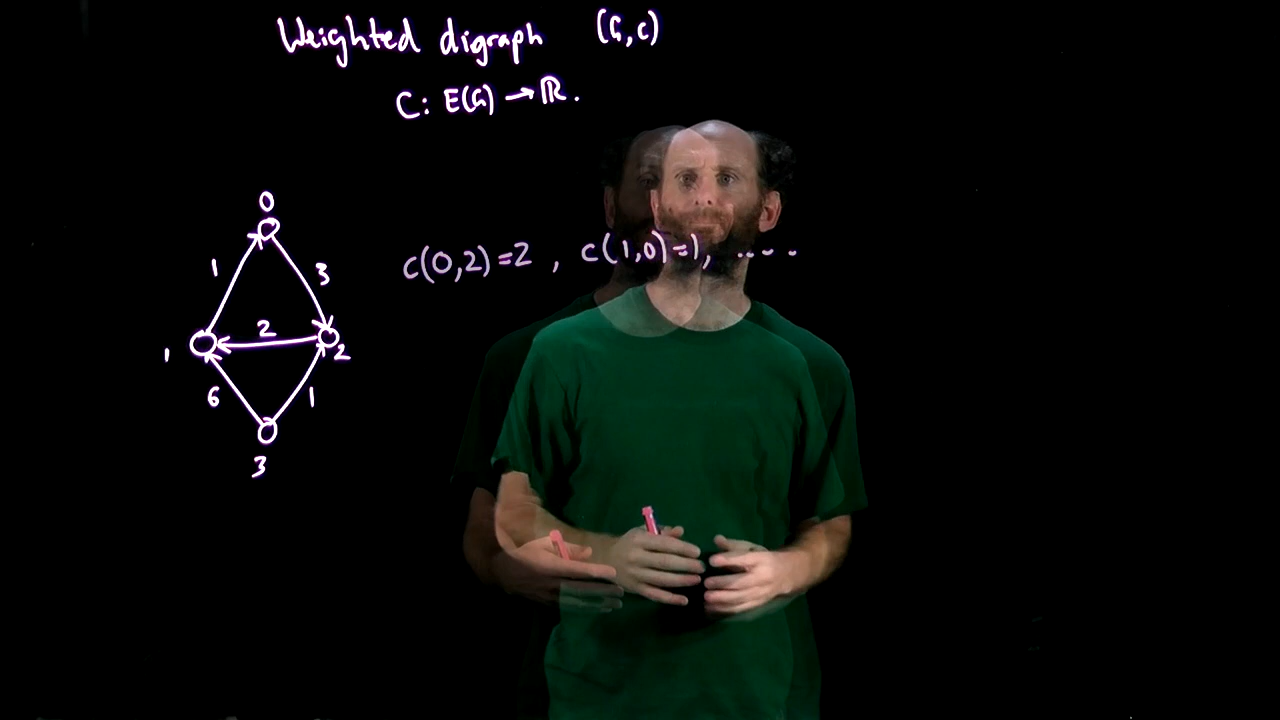 Weighted digraph (G,c)
C: E(G) → ℝ.
0
1 3
c(0,2)=2 , c(1,0)=1, ....
2
1 2
6 1
3